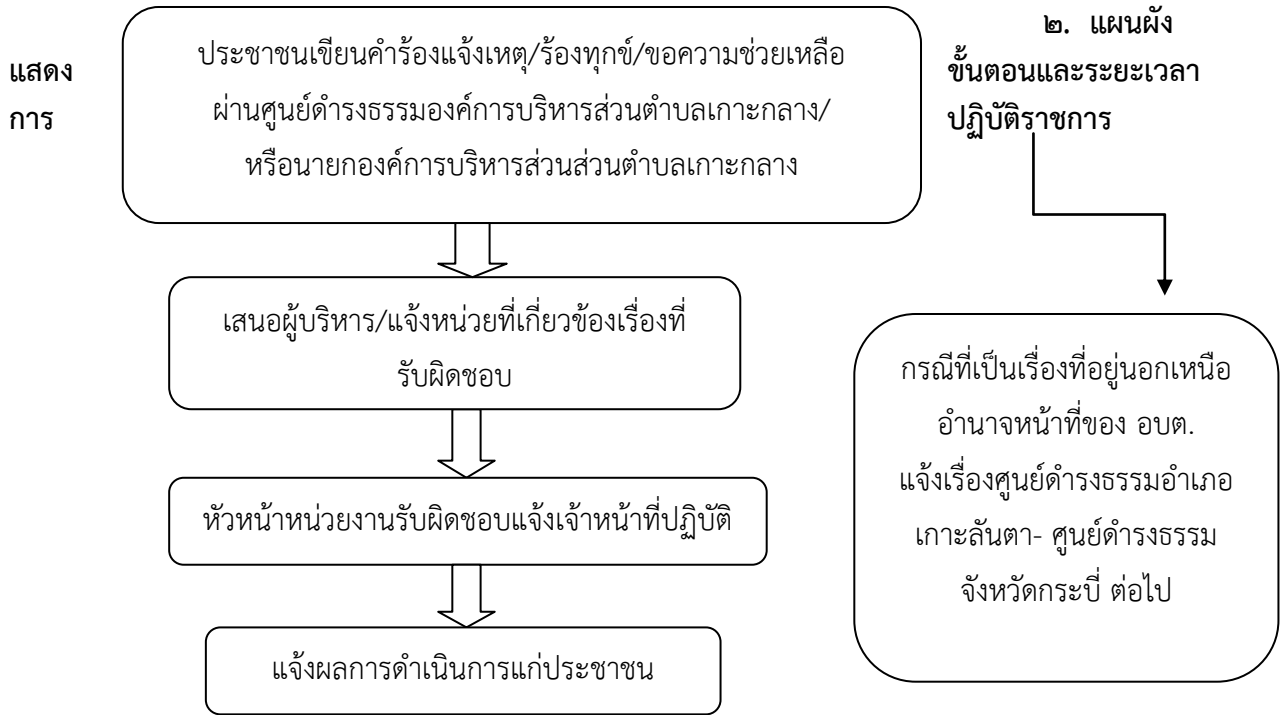 ๒. แผนผัง
แสดง
ขั้นตอนและระยะเวลา
การ
ปฏิบัติราชการ
ประชาชนเขียนคำร้องแจ้งเหตุ/ร้องทุกข์/ขอความช่วยเหลือ
ผ่านศูนย์ดำรงธรรมองค์การบริหารส่วนตำบลเกาะกลาง/
หรือนายกองค์การบริหารส่วนส่วนตำบลเกาะกลาง
เสนอผู้บริหาร/แจ้งหน่วยที่เกี่ยวข้องเรื่องที่
รับผิดชอบ
หัวหน้าหน่วยงานรับผิดชอบแจ้งเจ้าหน้าที่ปฏิบัติ
แจ้งผลการดำเนินการแก่ประชาชน
กรณีที่เป็นเรื่องที่อยู่นอกเหนือ
อำนาจหน้าที่ของ อบต.
แจ้งเรื่องศูนย์ดำรงธรรมอำเภอ
เกาะลันตา- ศูนย์ดำรงธรรม
จังหวัดกระบี่ ต่อไป